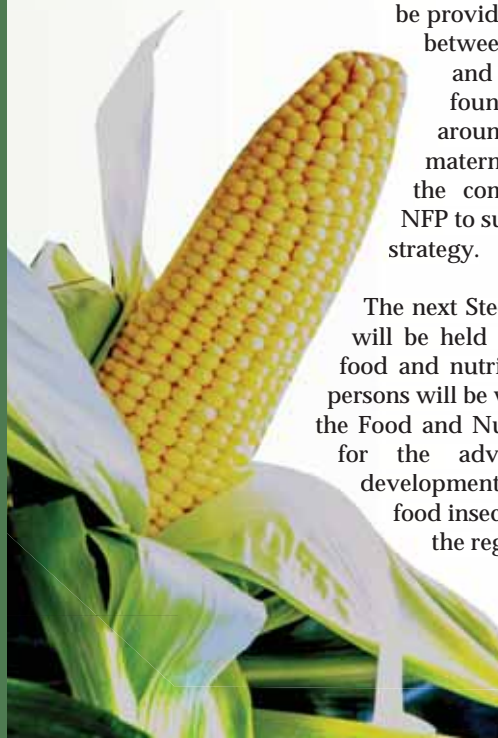 be provid
between
and
foun
aroun
matern
the com
NFP to su
strategy.
The next Ste
will be held
food and nutri
persons will be v
the Food and Nu
for the adv
development
food insec
the reg